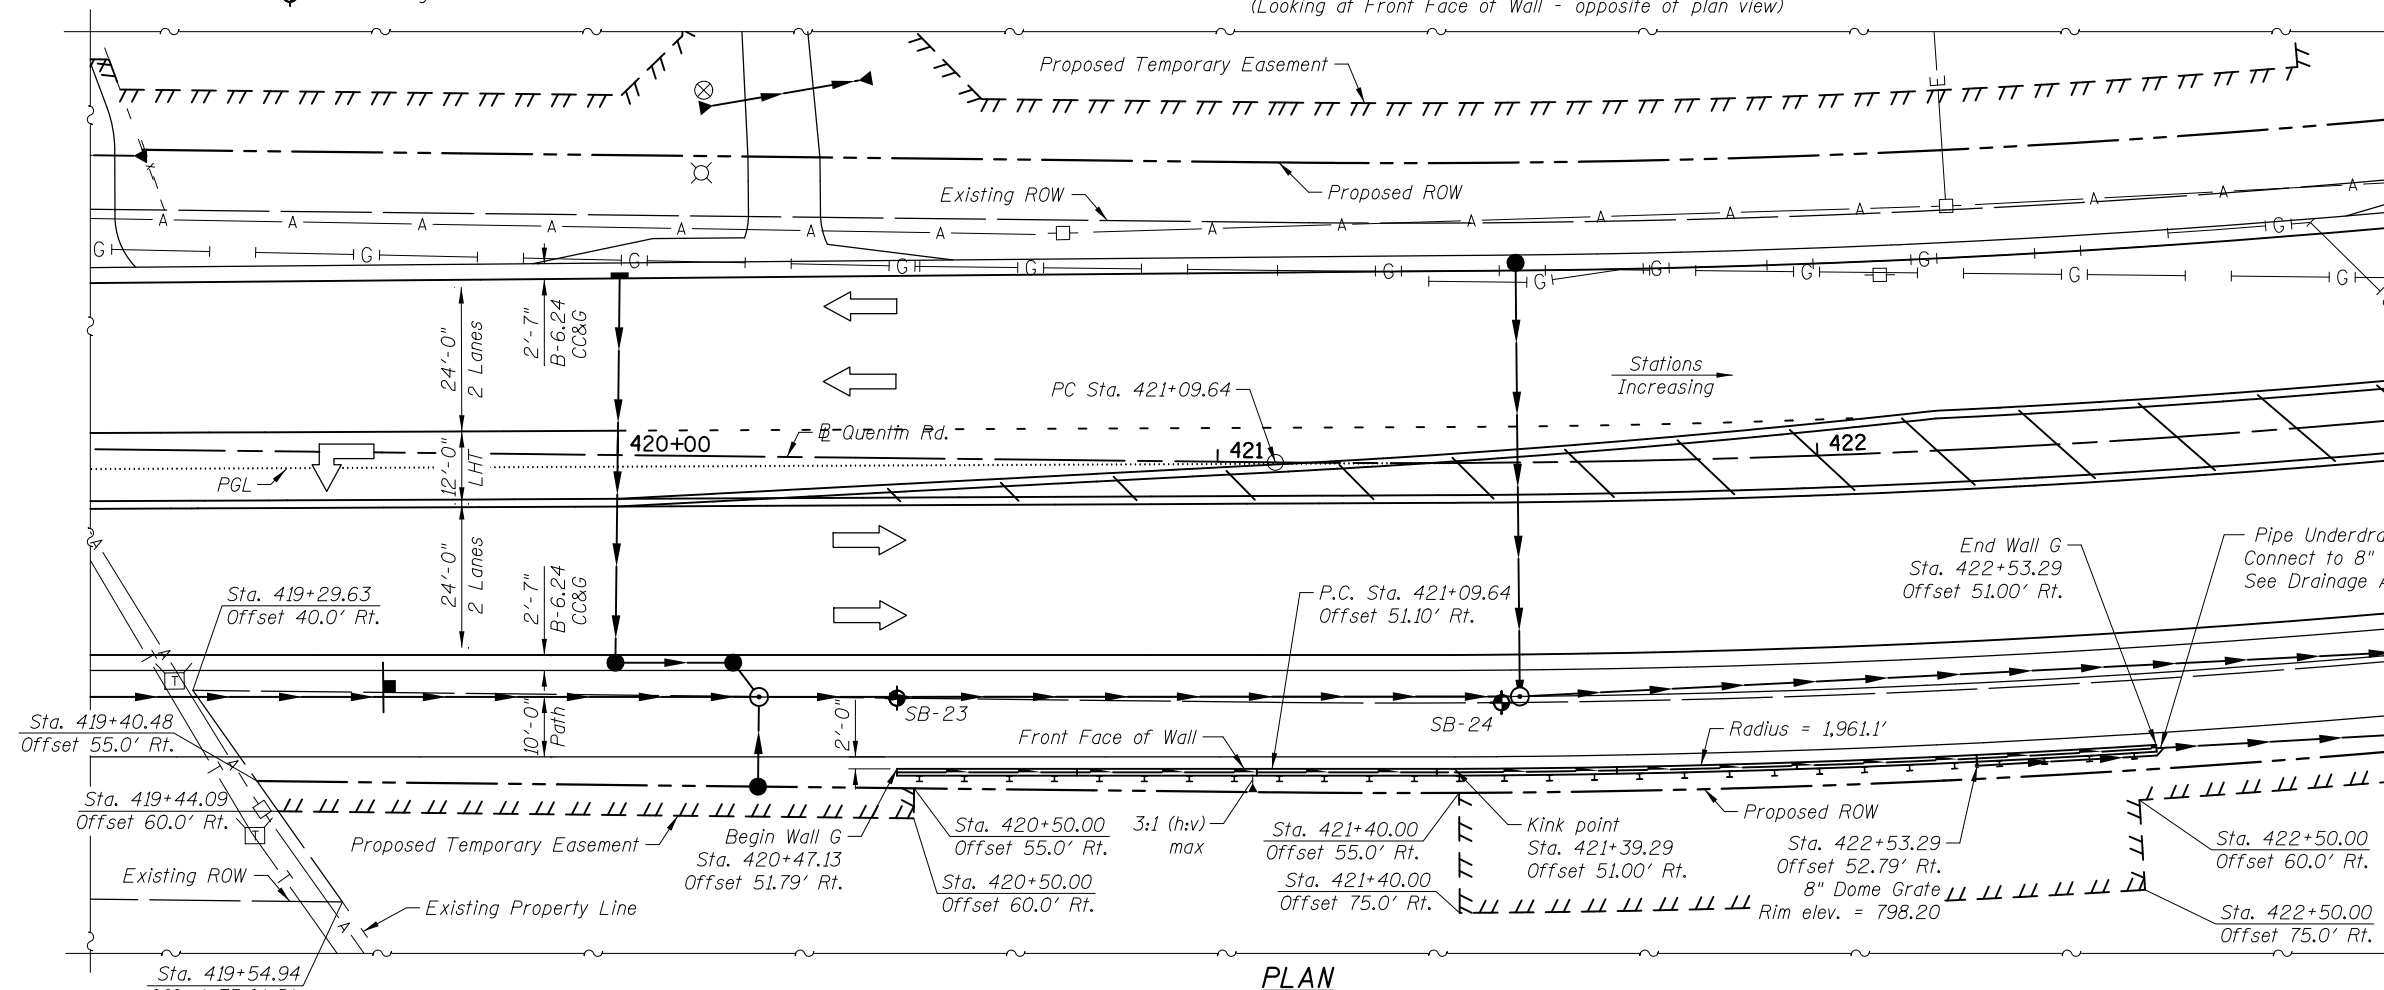 (Looking at Front Face of Wall - opposite of plan view)
Proposed Temporary Easement
E
Existing ROW
Proposed ROW
A A A A A A A A A A A A A A A A A A
G G G G G G G G G G G G G
24'-0"
2 Lanes
2'-7"
B-6.24
CC&G
Stations
Increasing
PC Sta. 421+09.64
420+00
℄ Quentin Rd.
421
422
PGL
12'-0"
LHT
24'-0"
2 Lanes
2'-7"
B-6.24
CC&G
A
Sta. 419+29.63
Offset 40.0' Rt.
P.C. Sta. 421+09.64
Offset 51.10' Rt.
End Wall G
Sta. 422+53.29
Offset 51.00' Rt.
Pipe Underdra
Connect to 8"
See Drainage A
A
T
Sta. 419+40.48
Offset 55.0' Rt.
10'-0"
Path
2'-0"
SB-23
SB-24
Front Face of Wall
Radius = 1,961.1'
A
Sta. 419+44.09
Offset 60.0' Rt.
T
Proposed Temporary Easement
Begin Wall G
Sta. 420+47.13
Offset 51.79' Rt.
Sta. 420+50.00
Offset 55.0' Rt.
Sta. 420+50.00
Offset 60.0' Rt.
3:1 (h:v)
max
Sta. 421+40.00
Offset 55.0' Rt.
Sta. 421+40.00
Offset 75.0' Rt.
Kink point
Sta. 421+39.29
Offset 51.00' Rt.
Proposed ROW
Sta. 422+53.29
Offset 52.79' Rt.
8" Dome Grate
Rim elev. = 798.20
Sta. 422+50.00
Offset 60.0' Rt.
Sta. 422+50.00
Offset 75.0' Rt.
Existing ROW
Existing Property Line
A
Sta. 419+54.94
PLAN